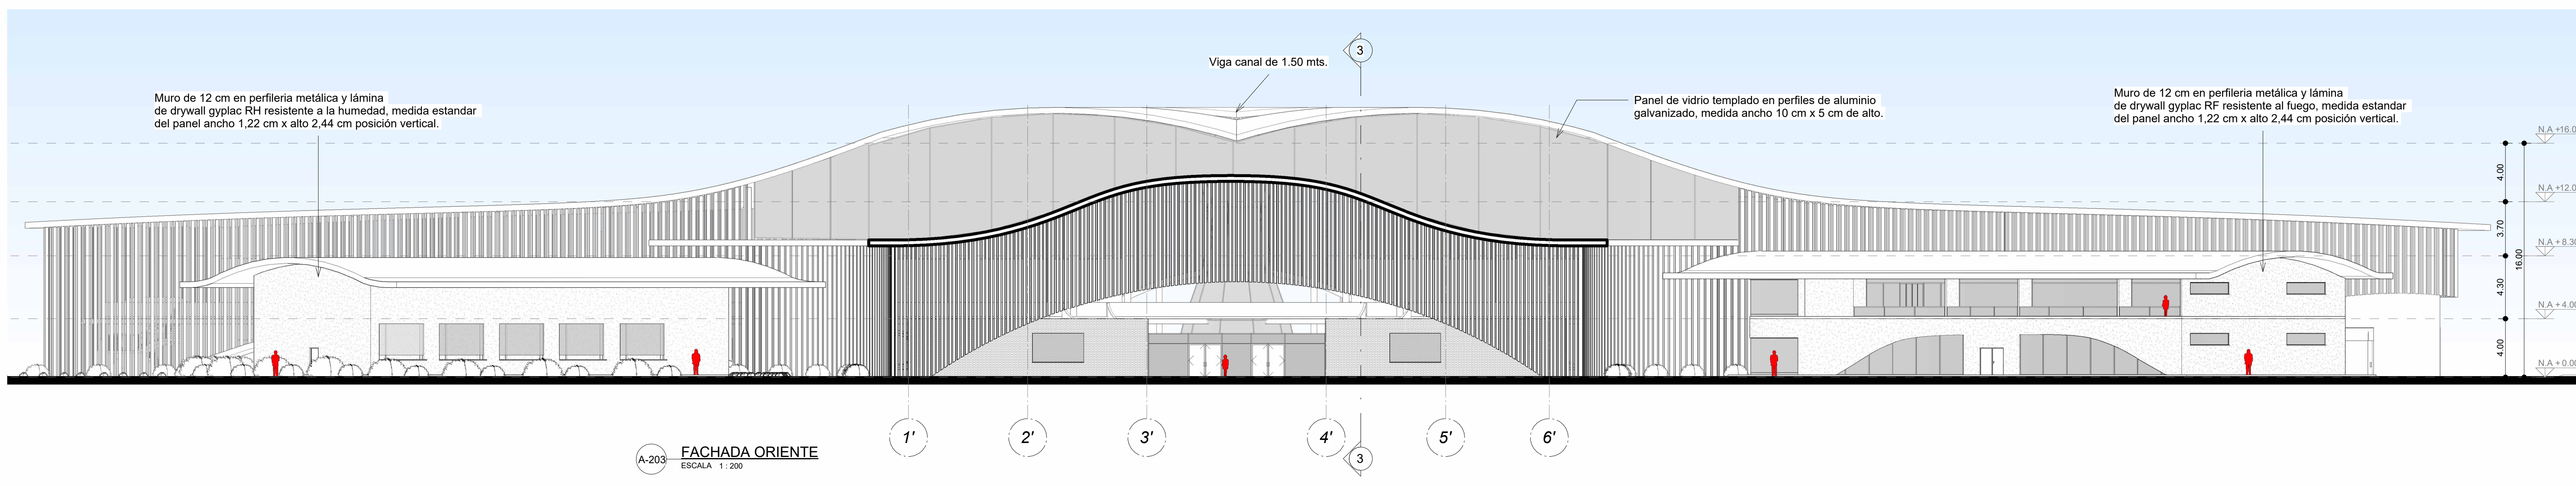 3
Viga canal de 1.50 mts.
Muro de 12 cm en perfileria metálica y lámina
de drywall gyplac RH resistente a la humedad, medida estandar
del panel ancho 1,22 cm x alto 2,44 cm posición vertical.
Panel de vidrio templado en perfiles de aluminio
galvanizado, medida ancho 10 cm x 5 cm de alto.
Muro de 12 cm en perfileria metálica y lámina
de drywall gyplac RF resistente al fuego, medida estandar
del panel ancho 1,22 cm x alto 2,44 cm posición vertical.
N.A +16.0
4.00
N.A +12.0
3.70
N.A + 8.30
16.00
4.30
N.A + 4.00
4.00
N.A + 0.00
1'
2'
3'
4'
5'
6'
3
A-203
FACHADA ORIENTE
ESCALA 1 : 200